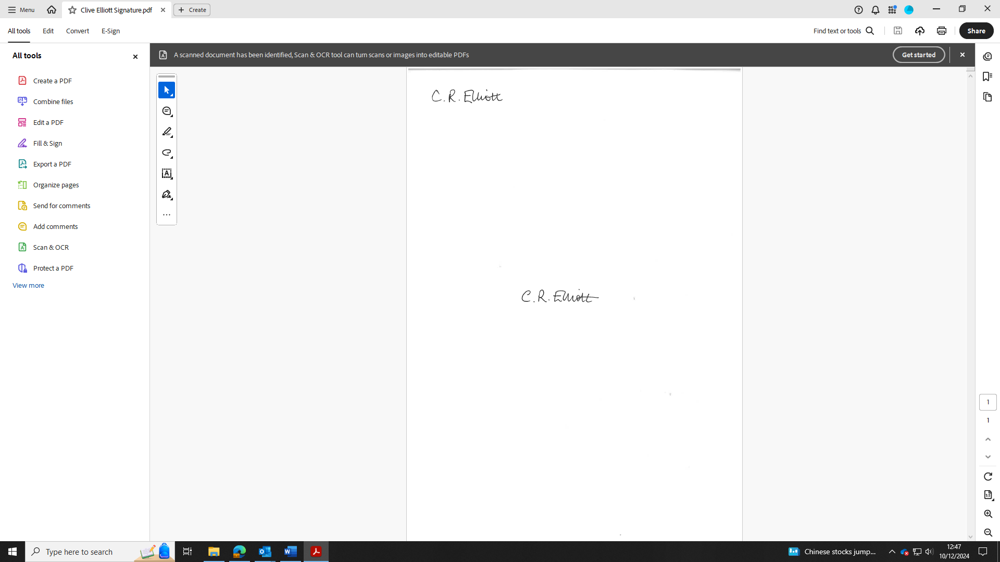 Menu
Clive Elliott Signature.pdf
Create
All tools
Edit
Convert
E-Sign
Find text or tools
Share
All tools
Create a PDF
Combine files
Edit a PDF
Fill & Sign
Export a PDF
Organize pages
Send for comments
Add comments
Scan & OCR
Protect a PDF
View more
A scanned document has been identified, Scan & OCR tool can turn scans or images into editable PDFs
Get started
C.R. Elliott
C.R. Elliott
1
1
1:1
Type here to search
Chinese stocks jump...
12:47
10/12/2024